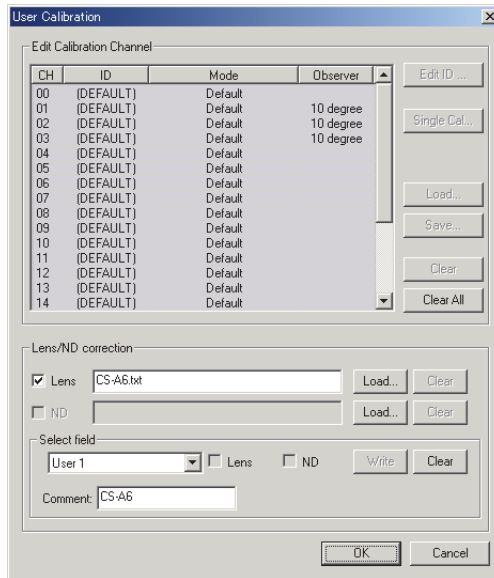 User Calibration
Edit Calibration Channel
CH ID Mode Observer
00 (DEFAULT) Default
01 (DEFAULT) Default 10 degree
02 (DEFAULT) Default 10 degree
03 (DEFAULT) Default 10 degree
04 (DEFAULT) Default
05 (DEFAULT) Default
06 (DEFAULT) Default
07 (DEFAULT) Default
08 (DEFAULT) Default
09 (DEFAULT) Default
10 (DEFAULT) Default
11 (DEFAULT) Default
12 (DEFAULT) Default
13 (DEFAULT) Default
14 (DEFAULT) Default
Edit ID ...
Single Cal...
Load...
Save...
Clear
Clear All
Lens/ND correction
Lens CS-A6.txt Load... Clear
ND Load... Clear
Select field
User 1 Lens ND Write Clear
Comment: CS-A6
OK Cancel